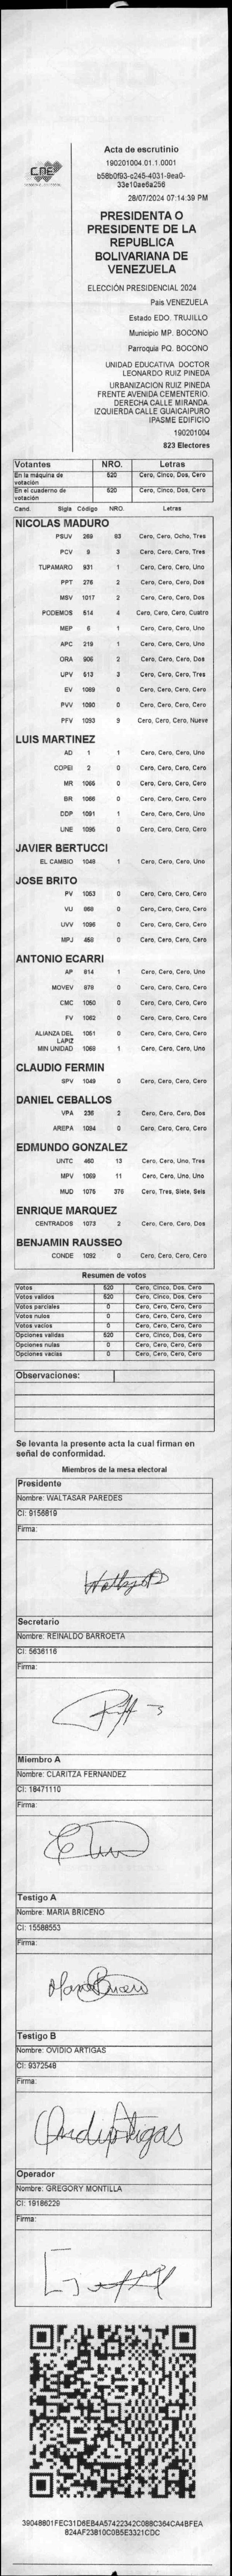 CNE
Acta de escrutinio
190201004.01.1.0001
b58b0f93-c245-4031-9ea0-
33e10ae6a256
28/07/2024 07:14:39 PM
PRESIDENTA O
PRESIDENTE DE LA
REPUBLICA
BOLIVARIANA DE
VENEZUELA
ELECCIÓN PRESIDENCIAL 2024
Pais.VENEZUELA
Estado EDO. TRUJILLO
Municipio MP. BOCONO
Parroquia PQ. BOCONO
UNIDAD EDUCATIVA DOCTOR
LEONARDO RUIZ PINEDA
URBANIZACION RUIZ PINEDA
FRENTE AVENIDA CEMENTERIO.
DERECHA CALLE MIRANDA.
IZQUIERDA CALLE GUAICAIPURO
IPASME EDIFICIO
190201004
823 Electores
Votantes NRO. Letras
En la máquina de votación 520 Cero, Cinco, Dos, Cero
En el cuaderno de votación 520 Cero, Cinco, Dos, Cero
Cand. Sigla Código NRO. Letras
NICOLAS MADURO
PSUV 269 83 Cero, Cero, Ocho, Tres
PCV 9 3 Cero, Cero, Cero, Tres
TUPAMARO 931 1 Cero, Cero, Cero, Uno
PPT 276 2 Cero, Cero, Cero, Dos
MSV 1017 2 Cero, Cero, Cero, Dos
PODEMOS 514 4 Cero, Cero, Cero, Cuatro
MEP 6 1 Cero, Cero, Cero, Uno
APC 219 1 Cero, Cero, Cero, Uno
ORA 906 2 Cero, Cero, Cero, Dos
UPV 513 3 Cero, Cero, Cero, Tres
EV 1089 0 Cero, Cero, Cero, Cero
PVV 1090 0 Cero, Cero, Cero, Cero
PFV 1093 9 Cero, Cero, Cero, Nueve
LUIS MARTINEZ
AD 1 1 Cero, Cero, Cero, Uno
COPEI 2 0 Cero, Cero, Cero, Cero
MR 1065 0 Cero, Cero, Cero, Cero
BR 1066 0 Cero, Cero, Cero, Cero
DDP 1091 1 Cero, Cero, Cero, Uno
UNE 1095 0 Cero, Cero, Cero, Cero
JAVIER BERTUCCI
EL CAMBIO 1048 1 Cero, Cero, Cero, Uno
JOSE BRITO
PV 1053 0 Cero, Cero, Cero, Cero
VU 868 0 Cero, Cero, Cero, Cero
UVV 1096 0 Cero, Cero, Cero, Cero
MPJ 458 0 Cero, Cero, Cero, Cero
ANTONIO ECARRI
AP 814 1 Cero, Cero, Cero, Uno
MOVEV 878 0 Cero, Cero, Cero, Cero
CMC 1050 0 Cero, Cero, Cero, Cero
FV 1062 0 Cero, Cero, Cero, Cero
ALIANZA DEL LAPIZ 1051 0 Cero, Cero, Cero, Cero
MIN UNIDAD 1068 1 Cero, Cero, Cero, Uno
CLAUDIO FERMIN
SPV 1049 0 Cero, Cero, Cero, Cero
DANIEL CEBALLOS
VPA 236 2 Cero, Cero, Cero, Dos
AREPA 1094 0 Cero, Cero, Cero, Cero
EDMUNDO GONZALEZ
UNTC 460 13 Cero, Cero, Uno, Tres
MPV 1069 11 Cero, Cero, Uno, Uno
MUD 1075 376 Cero, Tres, Siete, Seis
ENRIQUE MARQUEZ
CENTRADOS 1073 2 Cero, Cero, Cero, Dos
BENJAMIN RAUSSEO
CONDE 1092 0 Cero, Cero, Cero, Cero
Resumen de votos
Votos 520 Cero, Cinco, Dos, Cero
Votos validos 520 Cero, Cinco, Dos, Cero
Votos parciales 0 Cero, Cero, Cero, Cero
Votos nulos 0 Cero, Cero, Cero, Cero
Votos vacios 0 Cero, Cero, Cero, Cero
Opciones validas 520 Cero, Cinco, Dos, Cero
Opciones nulas 0 Cero, Cero, Cero, Cero
Opciones vacias 0 Cero, Cero, Cero, Cero
Observaciones:
Se levanta la presente acta la cual firman en
señal de conformidad.
Miembros de la mesa electoral
Presidente
Nombre: WALTASAR PAREDES
CI: 9156819
Firma:
Secretario
Nombre: REINALDO BARROETA
CI: 5636116
Firma:
Miembro A
Nombre: CLARITZA FERNANDEZ
CI: 16471110
Firma:
Testigo A
Nombre: MARIA BRICEÑO
CI: 15588553
Firma:
Testigo B
Nombre: OVIDIO ARTIGAS
CI: 9372548
Firma:
Operador
Nombre: GREGORY MONTILLA
CI: 19186229
Firma:
39048801FEC31D6EB4A57422342C088C364CA4BFEA
824AF23810C0B5E3321CDC